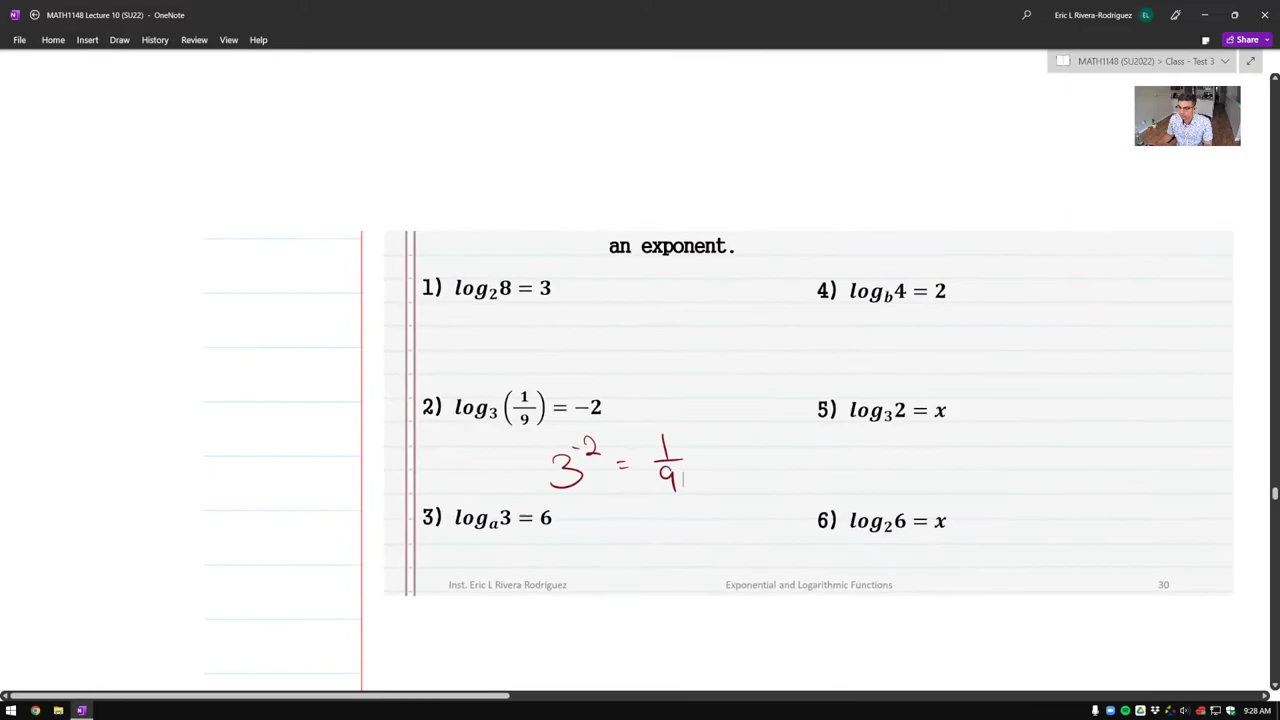 MATH1148 Lecture 10 (SU22) - OneNote
Eric L Rivera-Rodriguez EL
File Home Insert Draw History Review View Help
Share
MATH1148 (SU2022) > Class - Test 3
an exponent.
1) log₂8 = 3
4) log_b4 = 2
2) log₃(1/9) = −2
5) log₃2 = x
3⁻² = 1/9
3) logₐ3 = 6
6) log₂6 = x
Inst. Eric L Rivera Rodriguez Exponential and Logarithmic Functions 30
9:28 AM